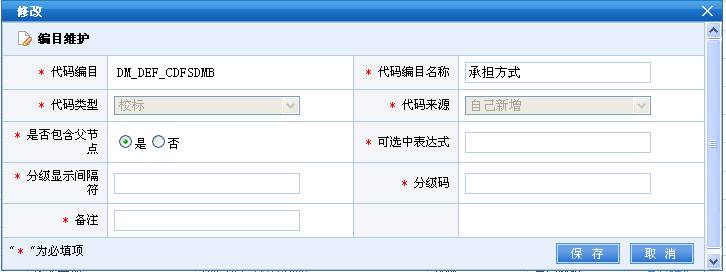 修改
编目维护
* 代码编目 DM_DEF_CDFSDMB * 代码编目名称 承担方式
* 代码类型 校标 * 代码来源 自己新增
* 是否包含父节
点 是 否 * 可选中表达式
* 分级显示间隔
符 * 分级码
* 备注
“ * ”为必填项 保 存 取 消